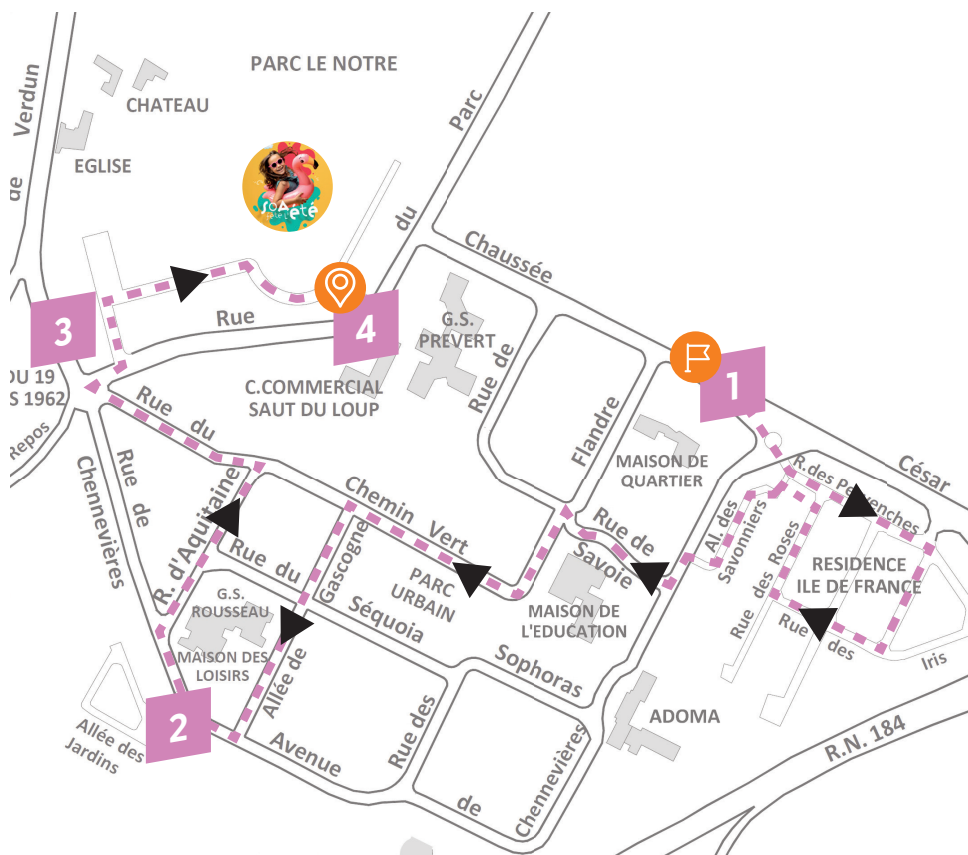 PARC LE NOTRE
CHATEAU
EGLISE
de Verdun
Parc
du
SOA
l'été
Chaussée
César
3
Rue
4
G.S.
PREVERT
Rue de
Flandre
1
DU 19
S 1962
C.COMMERCIAL
SAUT DU LOUP
Repos
Rue du
Chemin Vert
MAISON DE
QUARTIER
R.des Pervenches
Rue de
Chennevières
R. d'Aquitaine
Rue du
Gascogne
PARC
URBAIN
Rue de
Savoie
Al. des
Savonniers
Rue des Roses
RESIDENCE
ILE DE FRANCE
G.S.
ROUSSEAU
Séquoia
MAISON DE
L'EDUCATION
Rue des
Iris
MAISON DES
LOISIRS
Allée de
Sophoras
2
Rue des
ADOMA
Allée des
Jardins
Avenue
de
Chennevières
R.N. 184